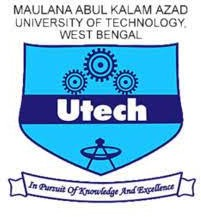 MAULANA ABUL KALAM AZAD
UNIVERSITY OF TECHNOLOGY,
WEST BENGAL
Utech
In Pursuit Of Knowledge And Excellence